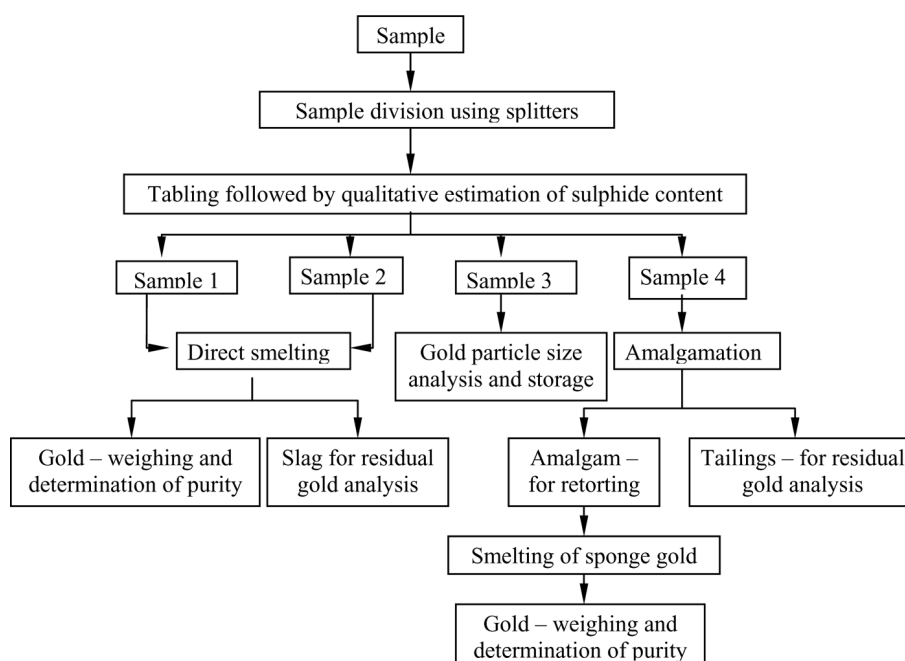 Sample
Sample division using splitters
Tabling followed by qualitative estimation of sulphide content
Sample 1
Sample 2
Sample 3
Sample 4
Direct smelting
Gold particle size
analysis and storage
Amalgamation
Gold – weighing and
determination of purity
Slag for residual
gold analysis
Amalgam –
for retorting
Tailings – for residual
gold analysis
Smelting of sponge gold
Gold – weighing and
determination of purity